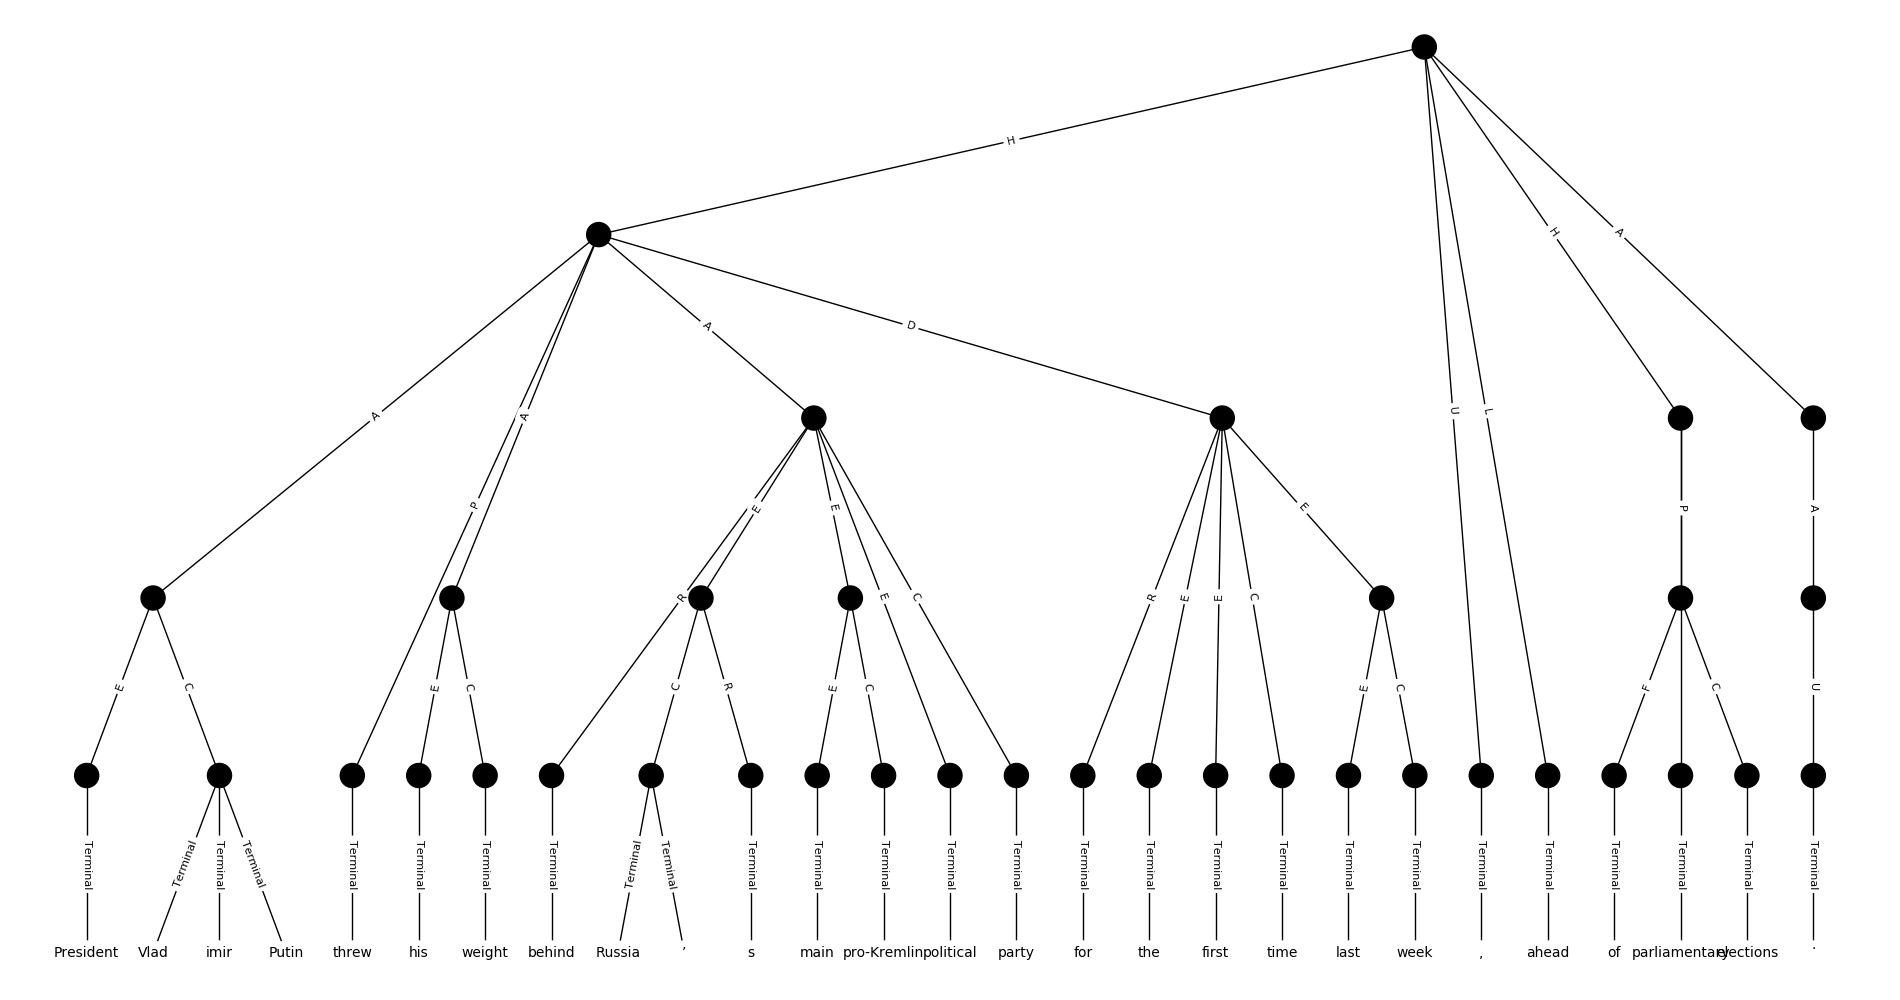 H
H
A
A
D
A
A
U
L
P
E
E
E
P
A
R
E
C
R
E
E
C
E
C
E
C
C
R
E
C
E
C
F
C
U
Terminal Terminal Terminal Terminal Terminal Terminal Terminal Terminal Terminal Terminal Terminal Terminal Terminal Terminal Terminal Terminal Terminal Terminal Terminal Terminal Terminal Terminal Terminal Terminal Terminal Terminal Terminal
President Vlad imir Putin threw his weight behind Russia ' s main pro-Kremlin political party for the first time last week , ahead of parliamentary elections .